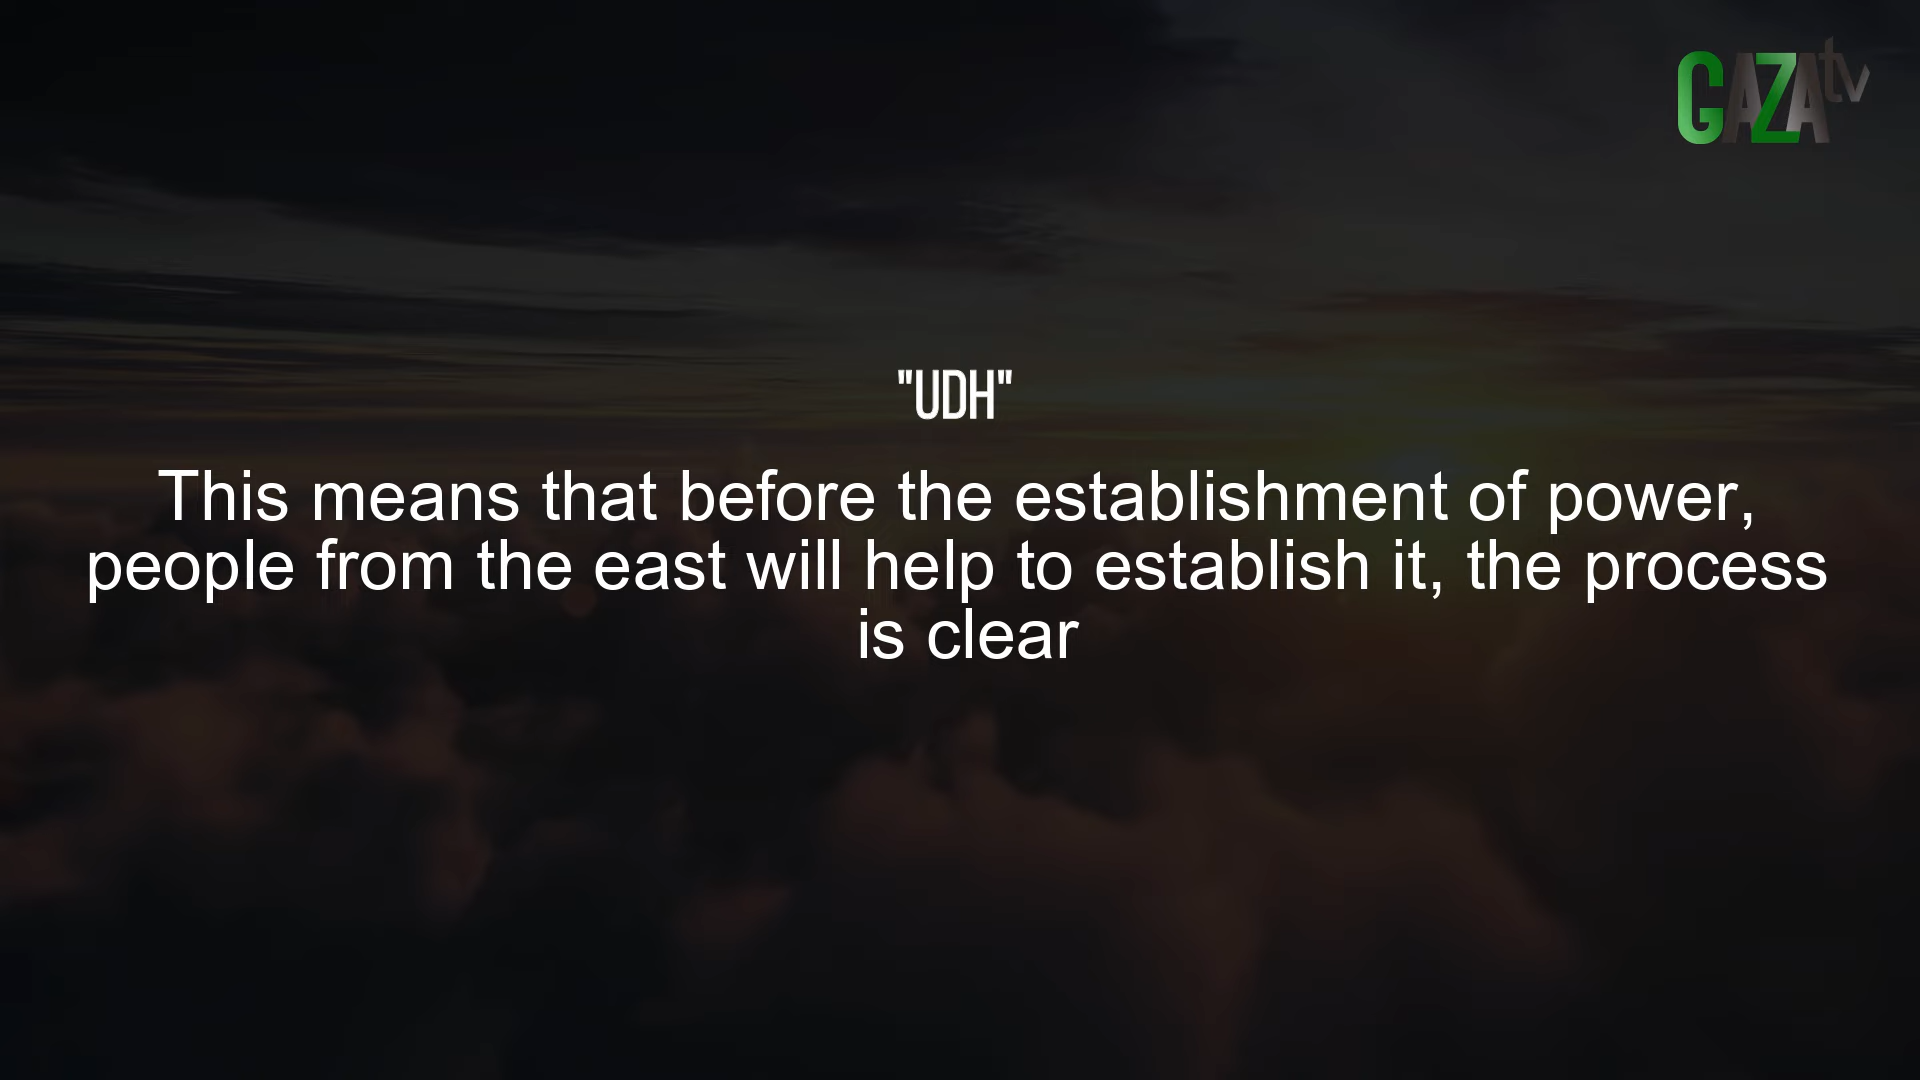 GAZAtv
"UDH"
This means that before the establishment of power,
people from the east will help to establish it, the process
is clear